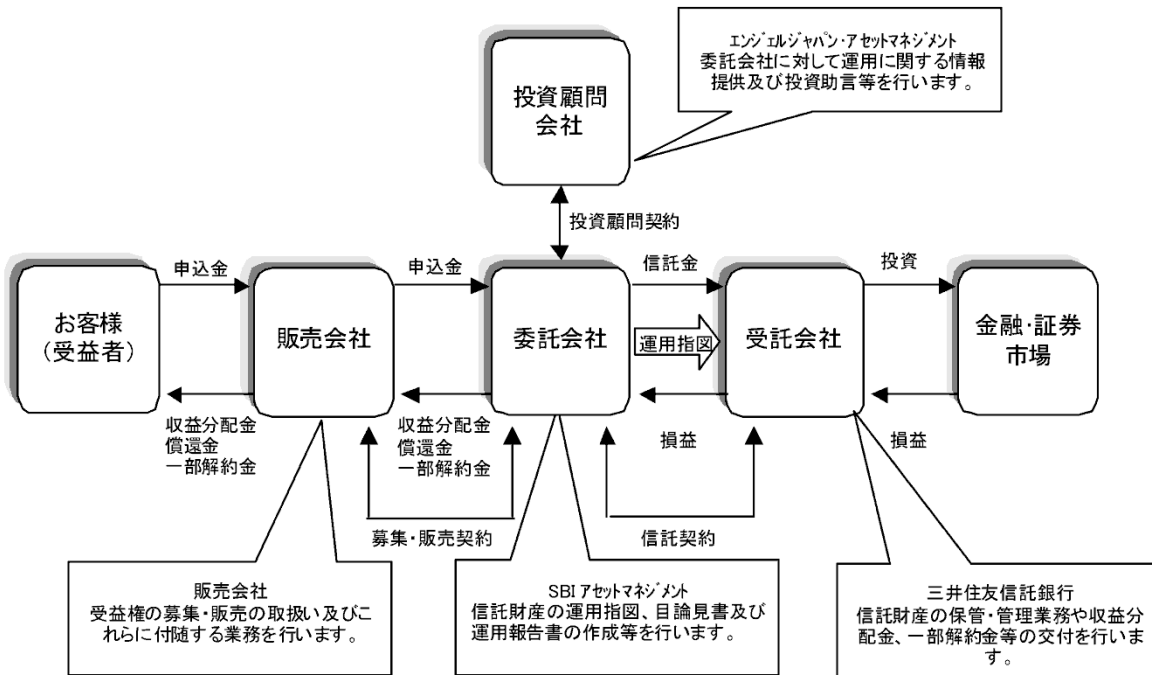 エンジェルジャパン・アセットマネジメント
委託会社に対して運用に関する情報
提供及び投資助言等を行います。
投資顧問
会社
投資顧問契約
申込金
申込金
信託金
投資
お客様
（受益者）
販売会社
委託会社
運用指図
受託会社
金融・証券
市場
収益分配金
償還金
一部解約金
収益分配金
償還金
一部解約金
損益
損益
募集・販売契約
信託契約
販売会社
受益権の募集・販売の取扱い及びこ
れらに付随する業務を行います。
SBIアセットマネジメント
信託財産の運用指図、目論見書及び
運用報告書の作成等を行います。
三井住友信託銀行
信託財産の保管・管理業務や収益分
配金、一部解約金等の交付を行いま
す。